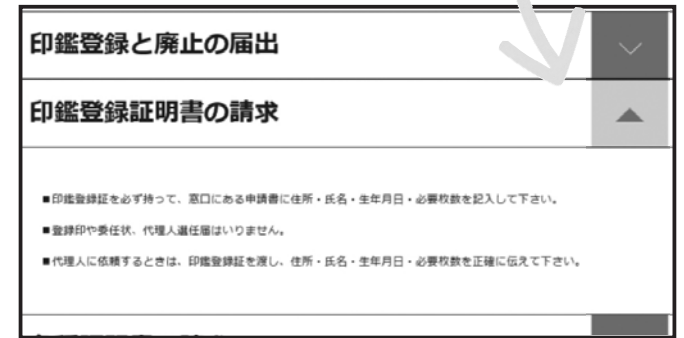 印鑑登録と廃止の届出
印鑑登録証明書の請求
■印鑑登録証を必ず持って、窓口にある申請書に住所・氏名・生年月日・必要枚数を記入して下さい。
■登録印や委任状、代理人選任届はいりません。
■代理人に依頼するときは、印鑑登録証を渡し、住所・氏名・生年月日・必要枚数を正確に伝えて下さい。